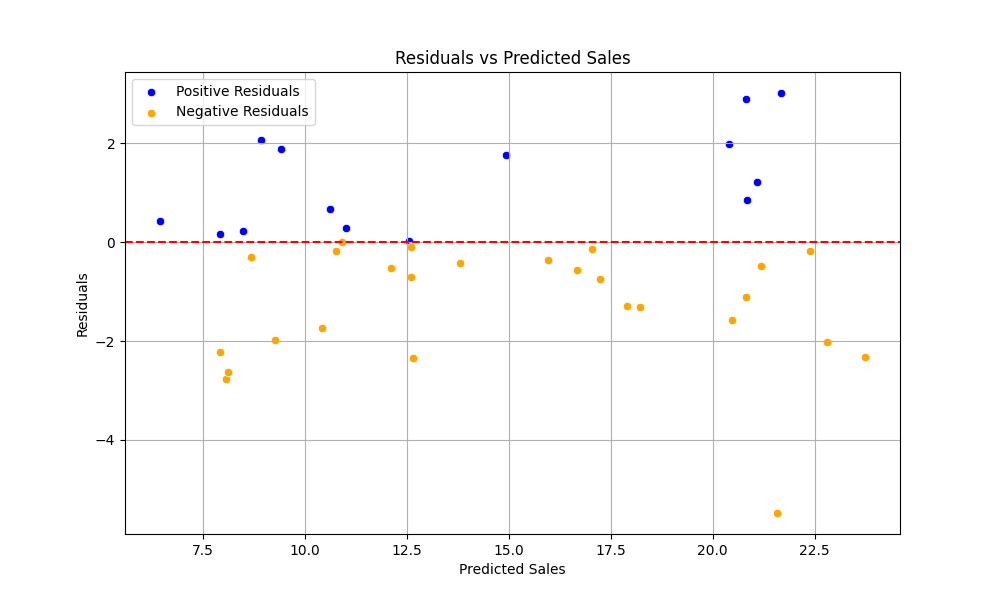 Residuals vs Predicted Sales
Positive Residuals
Negative Residuals
2
0
−2
−4
Residuals
7.5
10.0
12.5
15.0
17.5
20.0
22.5
Predicted Sales